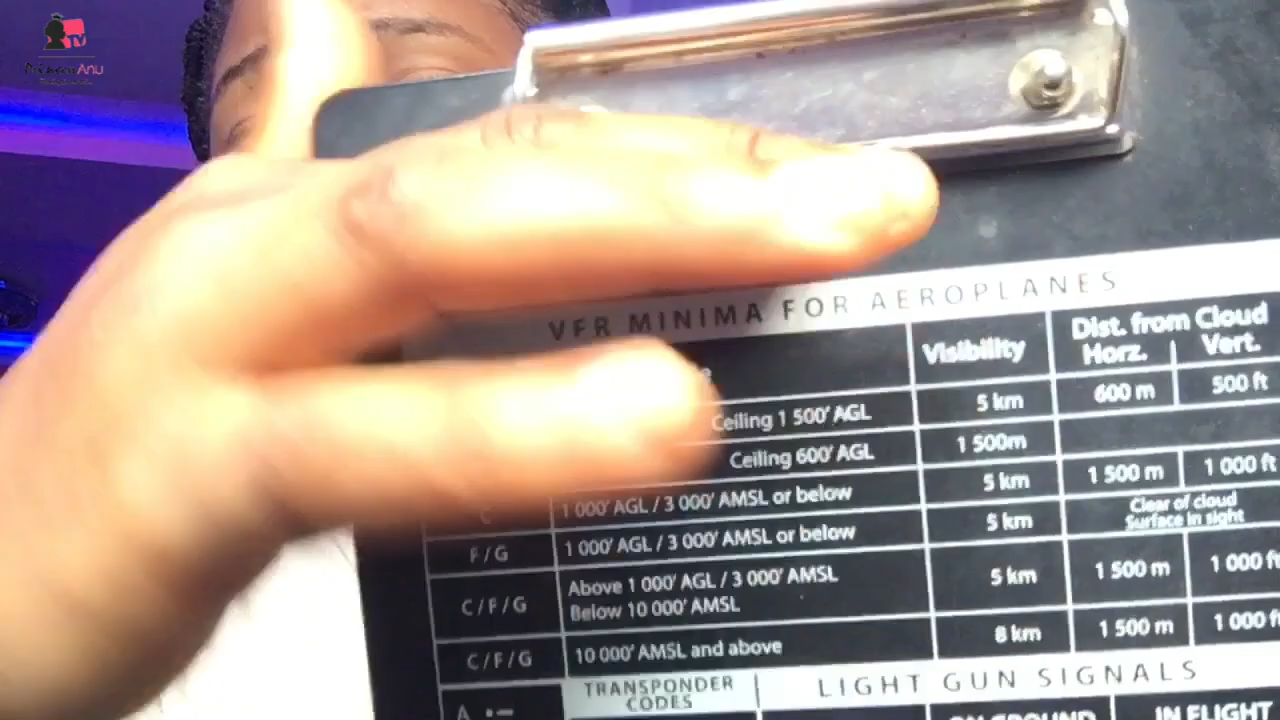 TV
VFR MINIMA FOR AEROPLANES
Visibility
Dist. from Cloud
Horz. Vert.
5 km 600 m 500 ft
Ceiling 1 500' AGL
1 500m
Ceiling 600' AGL
5 km 1 500 m 1 000 ft
C 1 000' AGL / 3 000' AMSL or below
5 km Clear of cloud
Surface in sight
F/G 1 000' AGL / 3 000' AMSL or below
C/F/G Above 1 000' AGL / 3 000' AMSL 5 km 1 500 m 1 000 ft
Below 10 000' AMSL
C/F/G 10 000' AMSL and above 8 km 1 500 m 1 000 ft
A •— TRANSPONDER
CODES
LIGHT GUN SIGNALS
ON GROUND IN FLIGHT